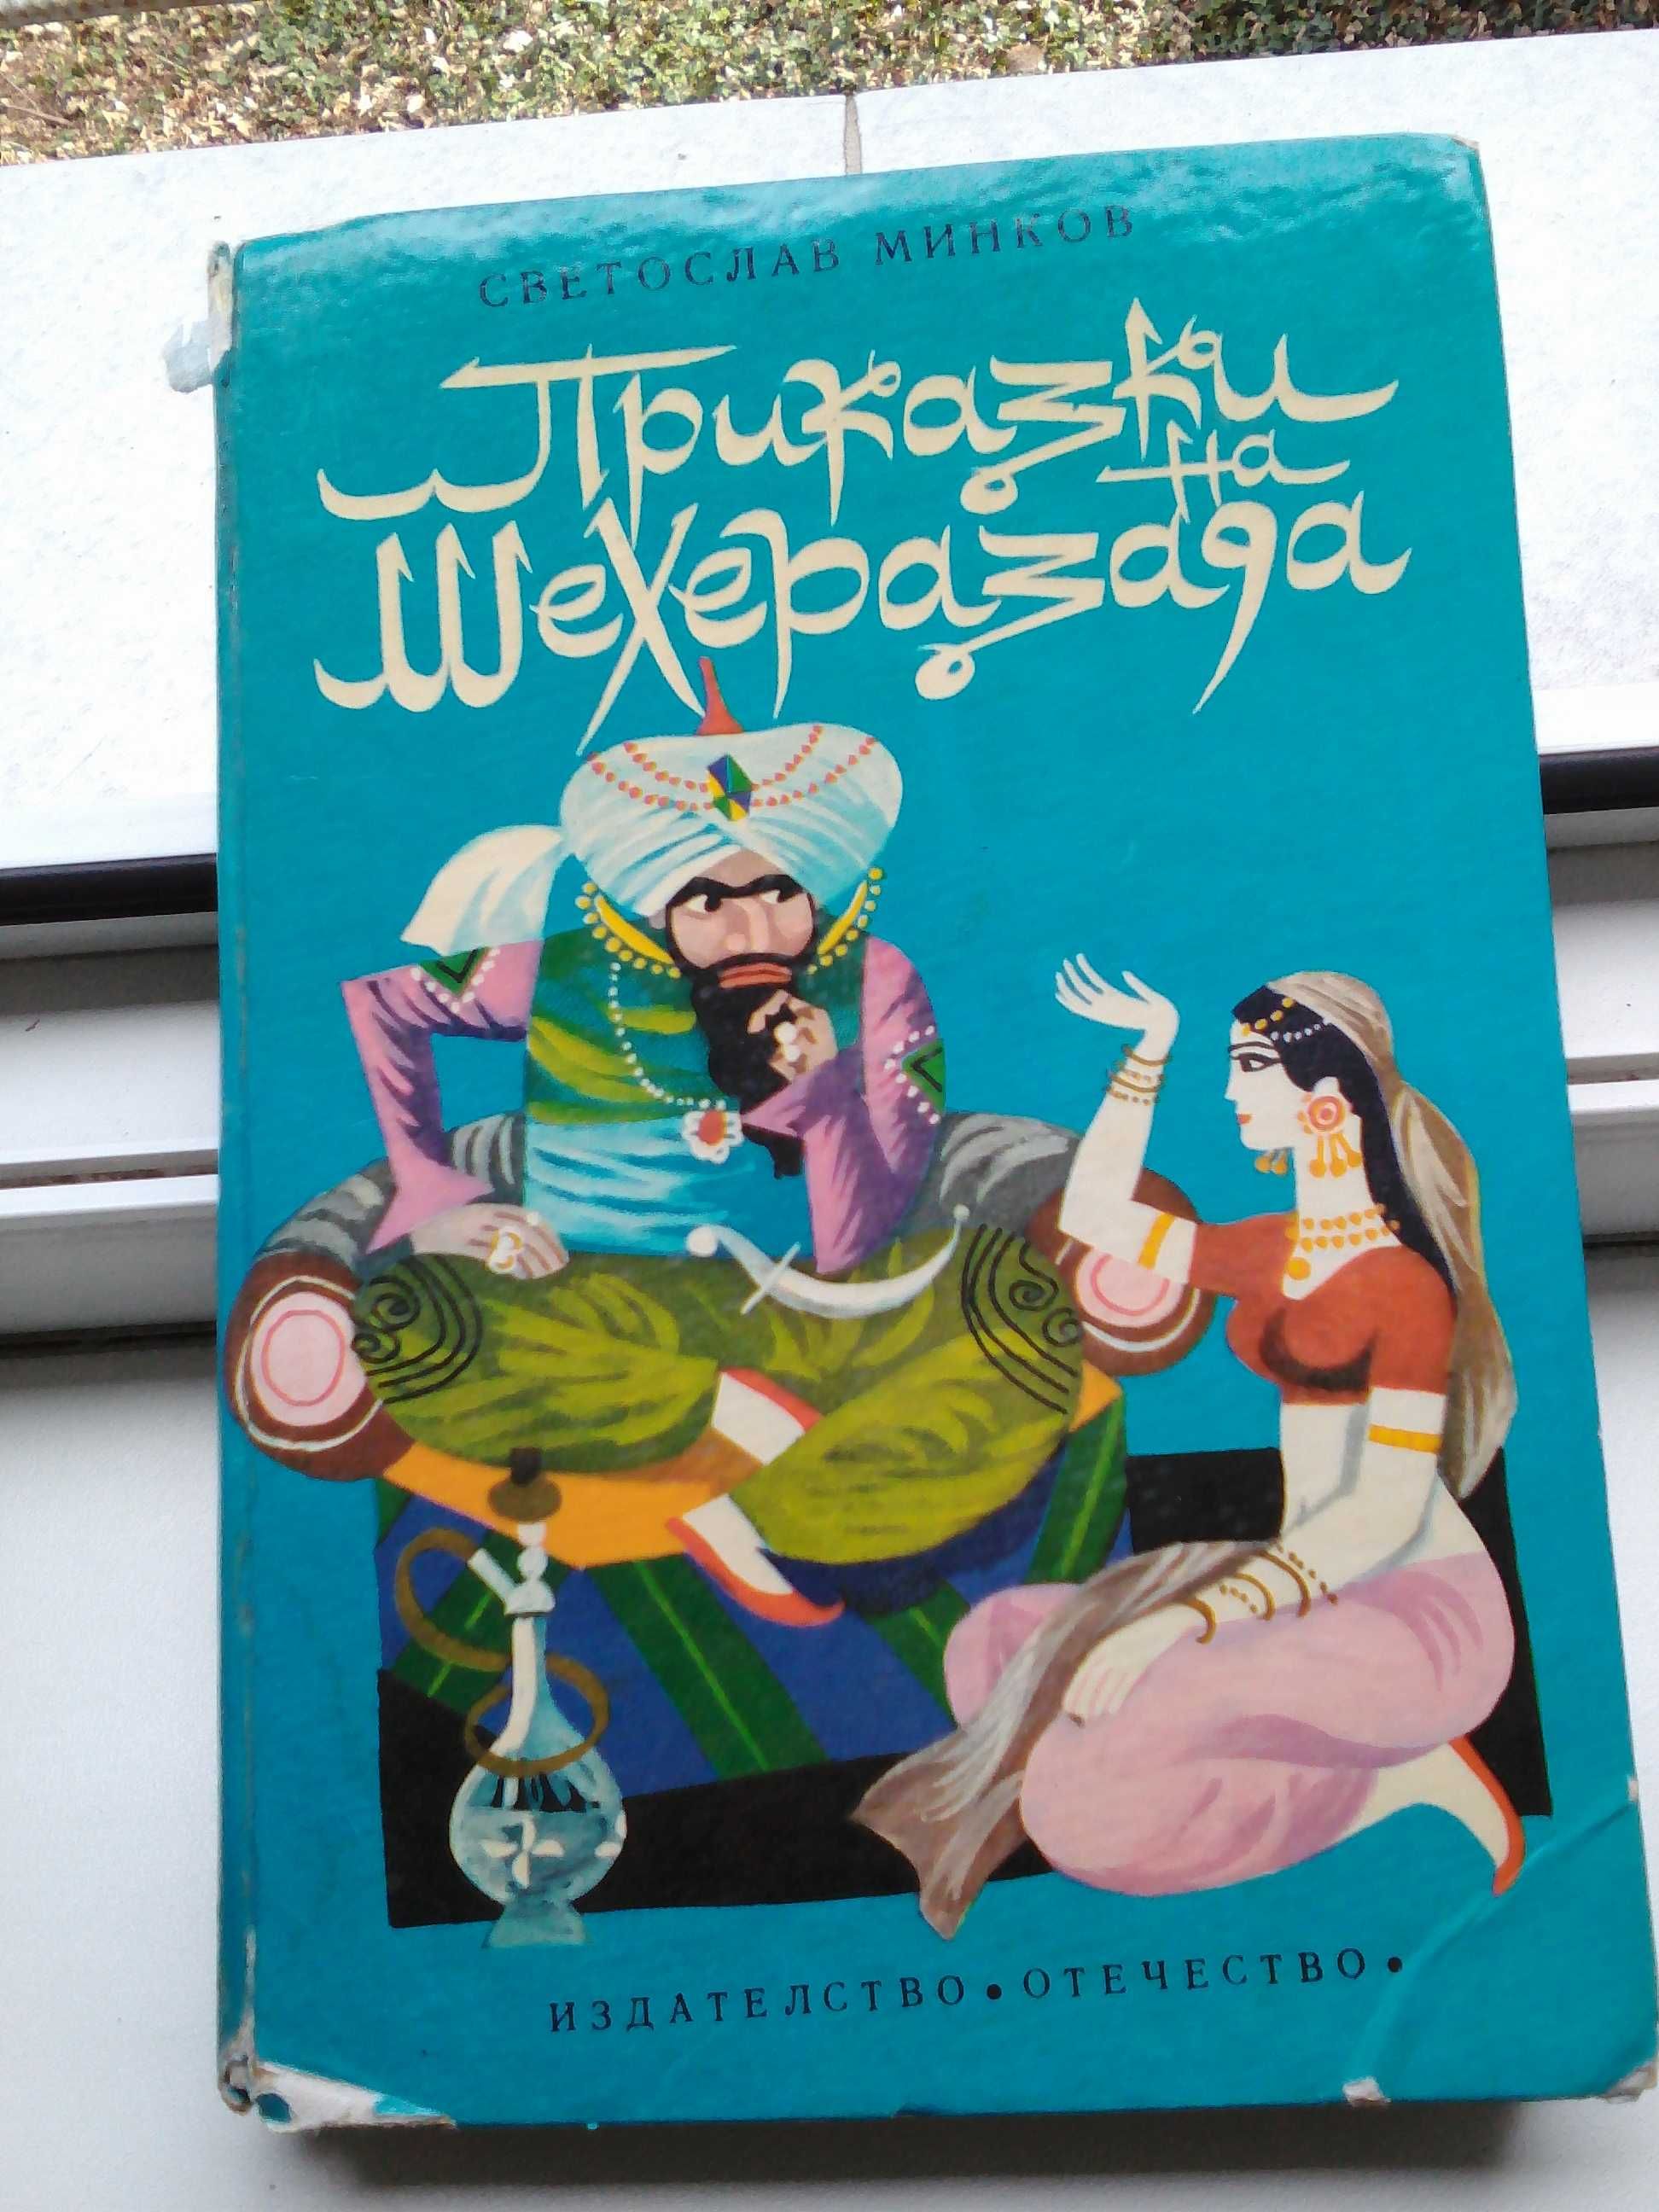 СВЕТОСЛАВ МИНКОВ
Приказки
на
Шехеразада
ИЗДАТЕЛСТВО • ОТЕЧЕСТВО •